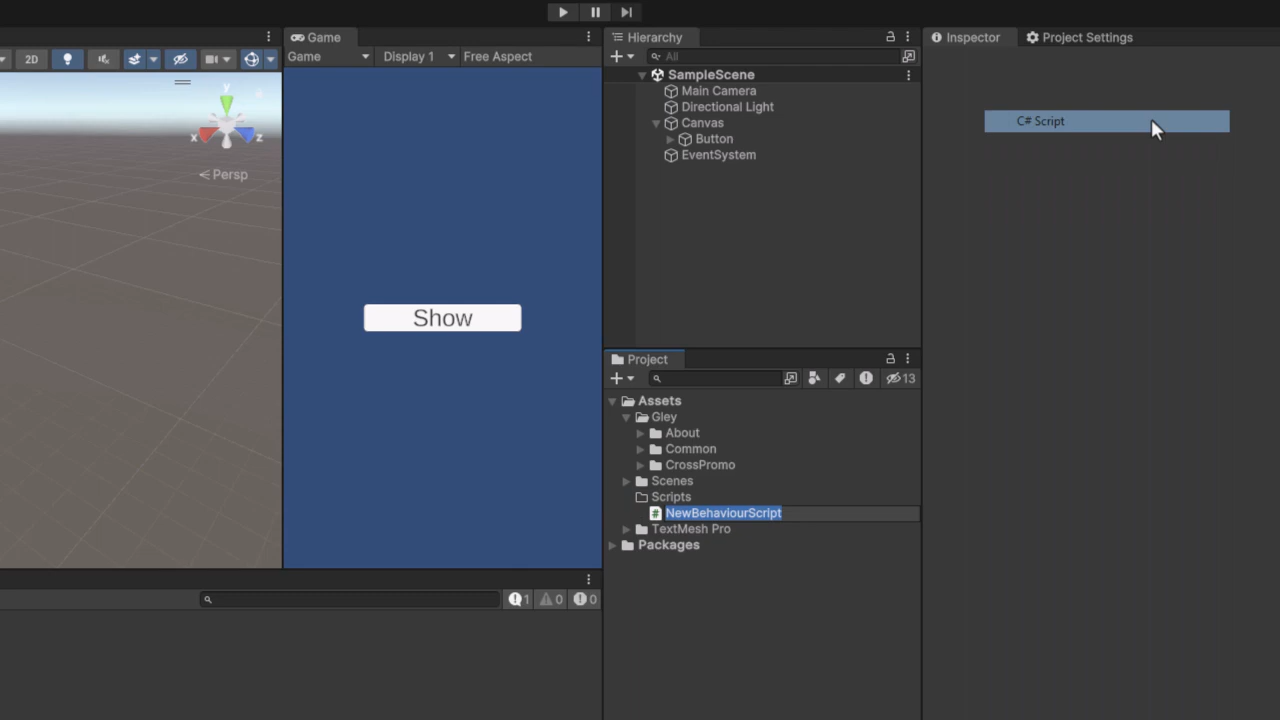 Game
Hierarchy
Inspector
Project Settings
2D
Game
Display 1
Free Aspect
All
SampleScene
Main Camera
Directional Light
Canvas
Button
EventSystem
C# Script
y
x
z
Persp
Show
Project
13
Assets
Gley
About
Common
CrossPromo
Scenes
Scripts
NewBehaviourScript
TextMesh Pro
Packages
1
0
0